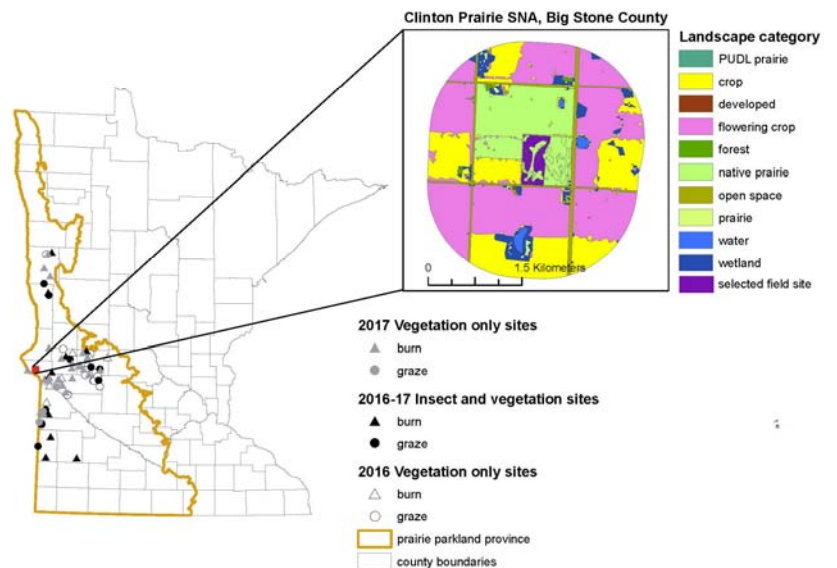 Clinton Prairie SNA, Big Stone County
0
1.5 Kilometers
Landscape category
PUDL prairie
crop
developed
flowering crop
forest
native prairie
open space
prairie
water
wetland
selected field site
2017 Vegetation only sites
burn
graze
2016-17 Insect and vegetation sites
burn
graze
2016 Vegetation only sites
burn
graze
prairie parkland province
county boundaries